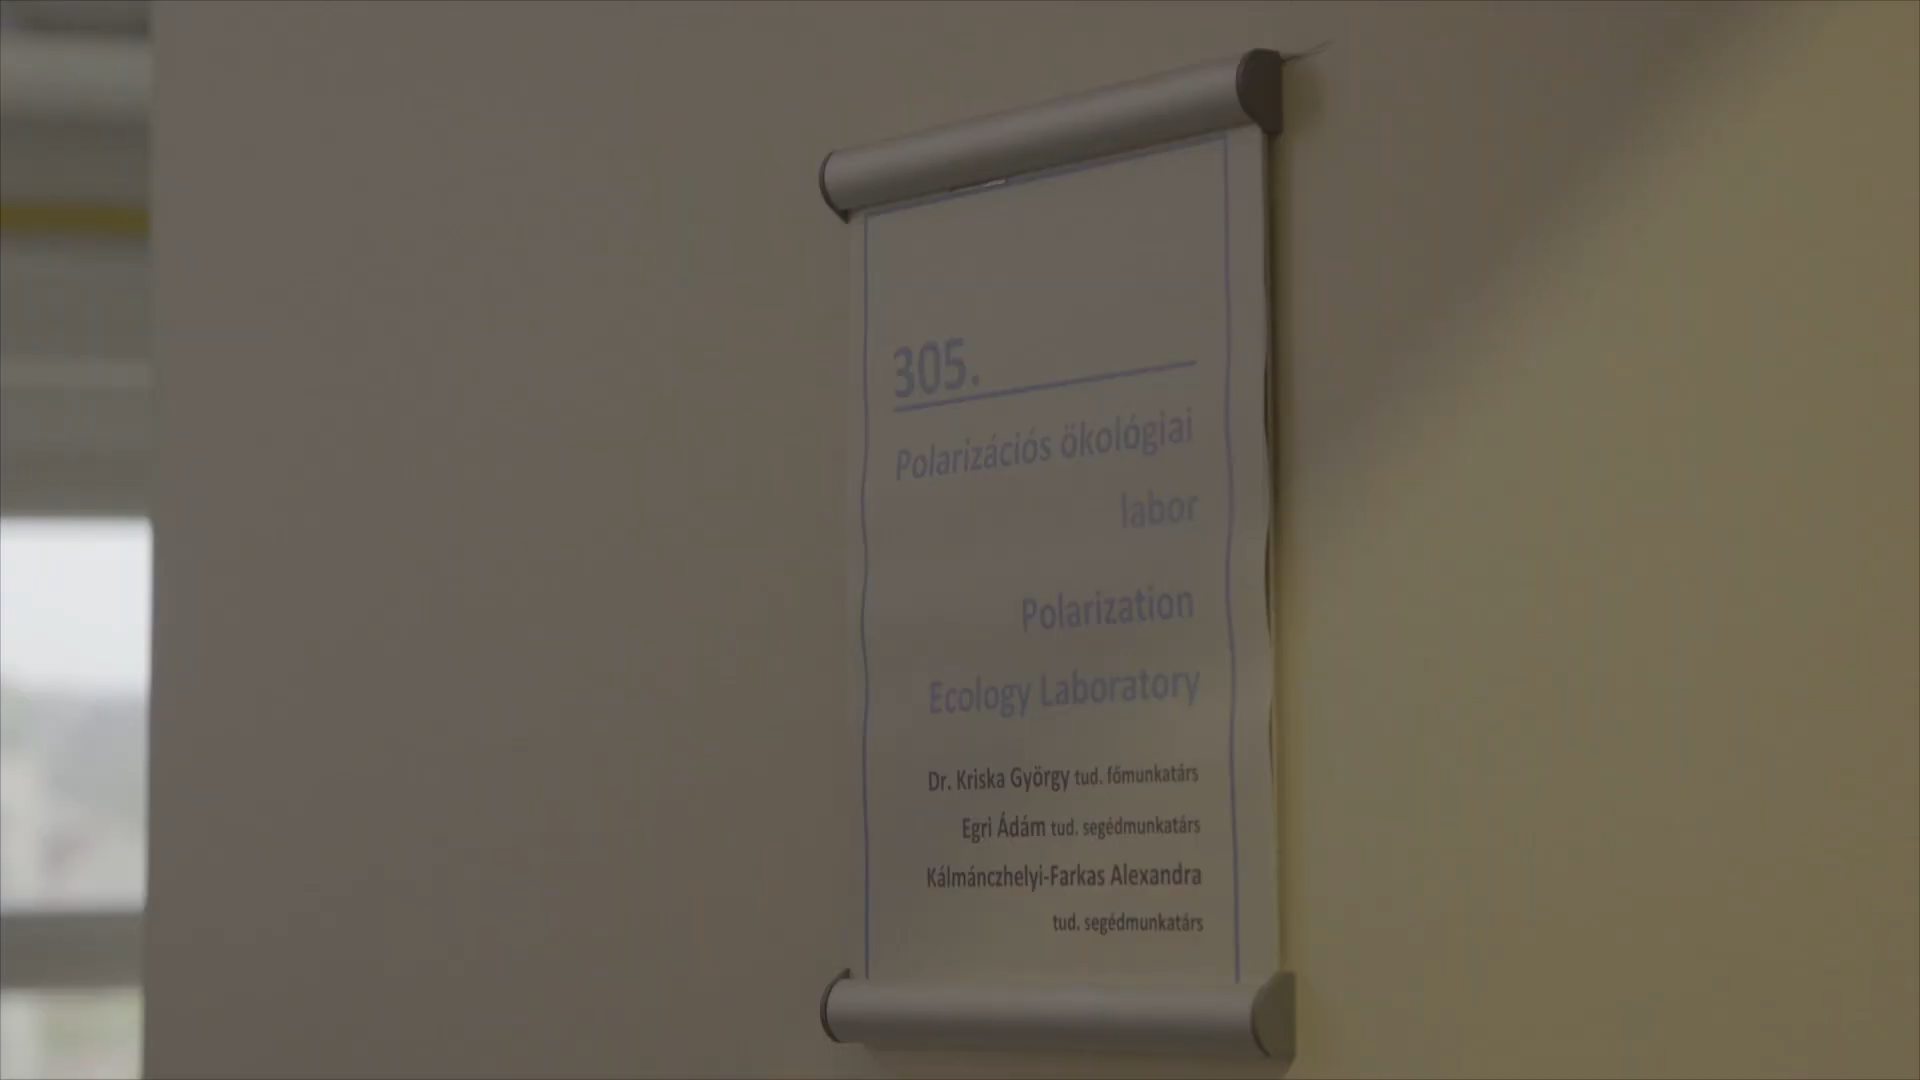 305.
Polarizációs ökológiai
labor
Polarization
Ecology Laboratory
Dr. Kriska György tud. főmunkatárs
Egri Ádám tud. segédmunkatárs
Kálmánczhelyi-Farkas Alexandra
tud. segédmunkatárs